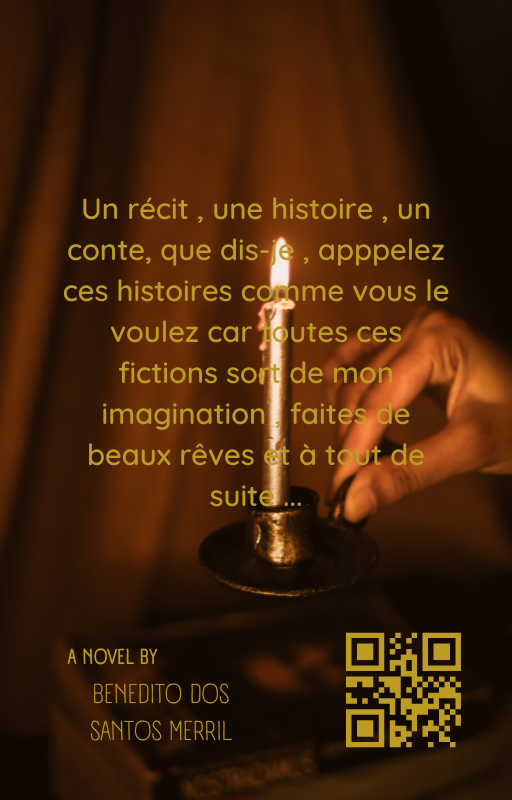 Un récit , une histoire , un
conte, que dis-je , apppelez
ces histoires comme vous le
voulez car toutes ces
fictions sort de mon
imagination , faites de
beaux rêves et à tout de
suite ...
A NOVEL BY
BENEDITO DOS
SANTOS MERRIL